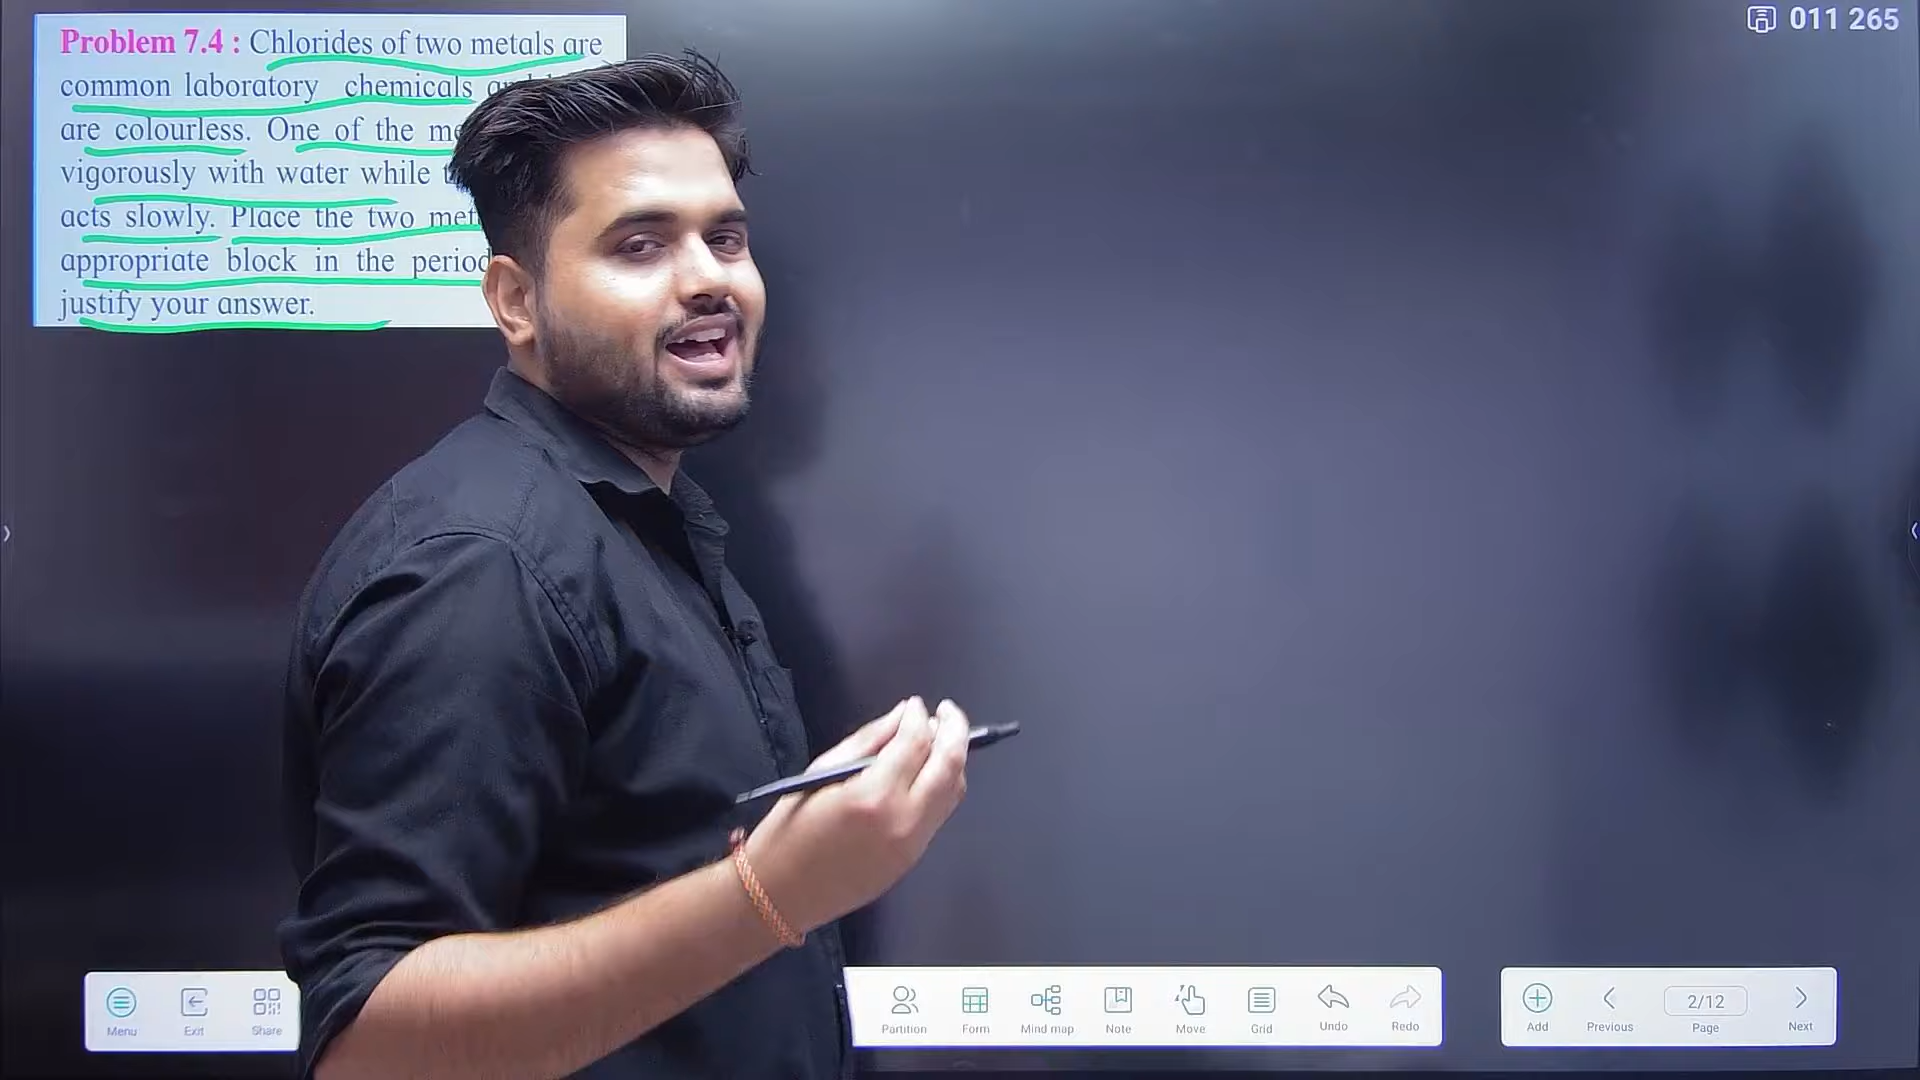 Problem 7.4 : Chlorides of two metals are
common laboratory chemicals
are colourless. One of the
vigorously with water while
acts slowly. Place the two
appropriate block in the
justify your answer.
011 265
Menu
Exit
Share
Partition
Form
Mind map
Note
Move
Grid
Undo
Redo
Add
Previous
2/12
Page
Next